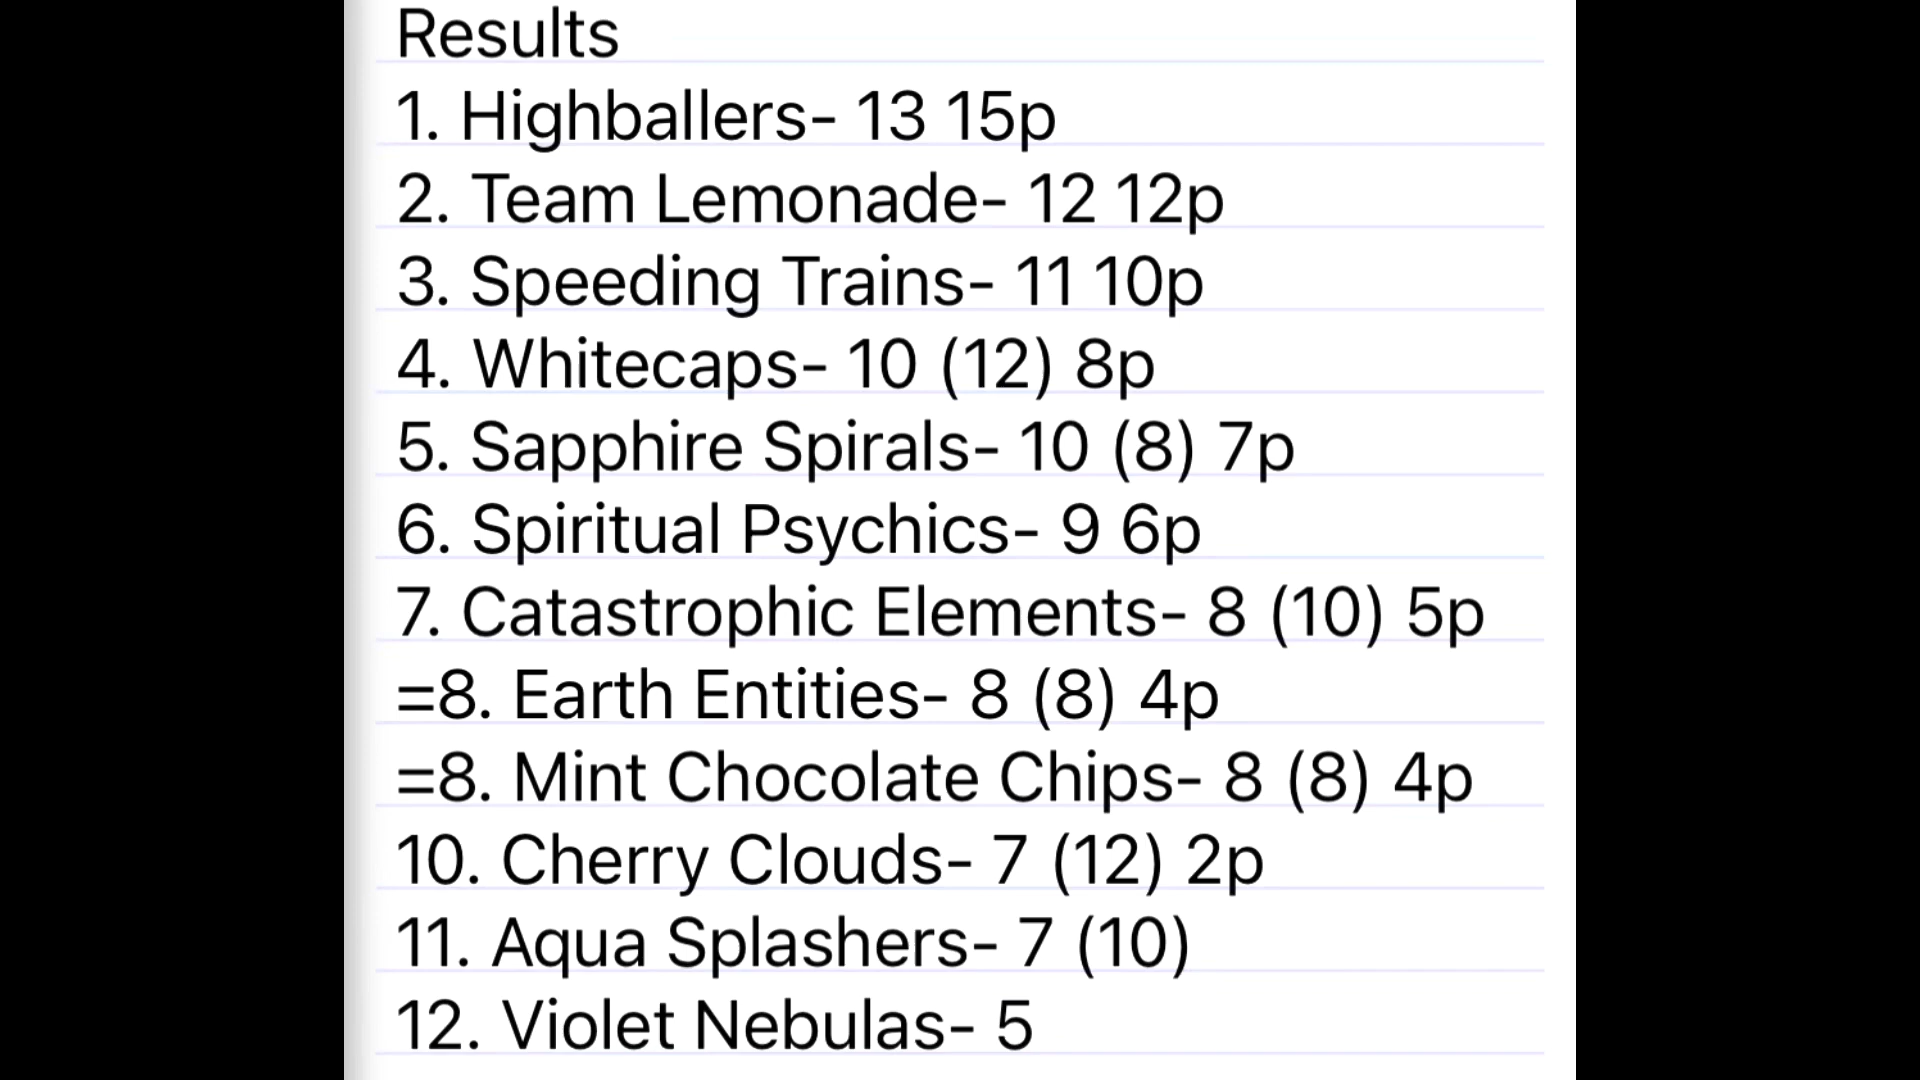 Results
1. Highballers- 13 15p
2. Team Lemonade- 12 12p
3. Speeding Trains- 11 10p
4. Whitecaps- 10 (12) 8p
5. Sapphire Spirals- 10 (8) 7p
6. Spiritual Psychics- 9 6p
7. Catastrophic Elements- 8 (10) 5p
=8. Earth Entities- 8 (8) 4p
=8. Mint Chocolate Chips- 8 (8) 4p
10. Cherry Clouds- 7 (12) 2p
11. Aqua Splashers- 7 (10)
12. Violet Nebulas- 5